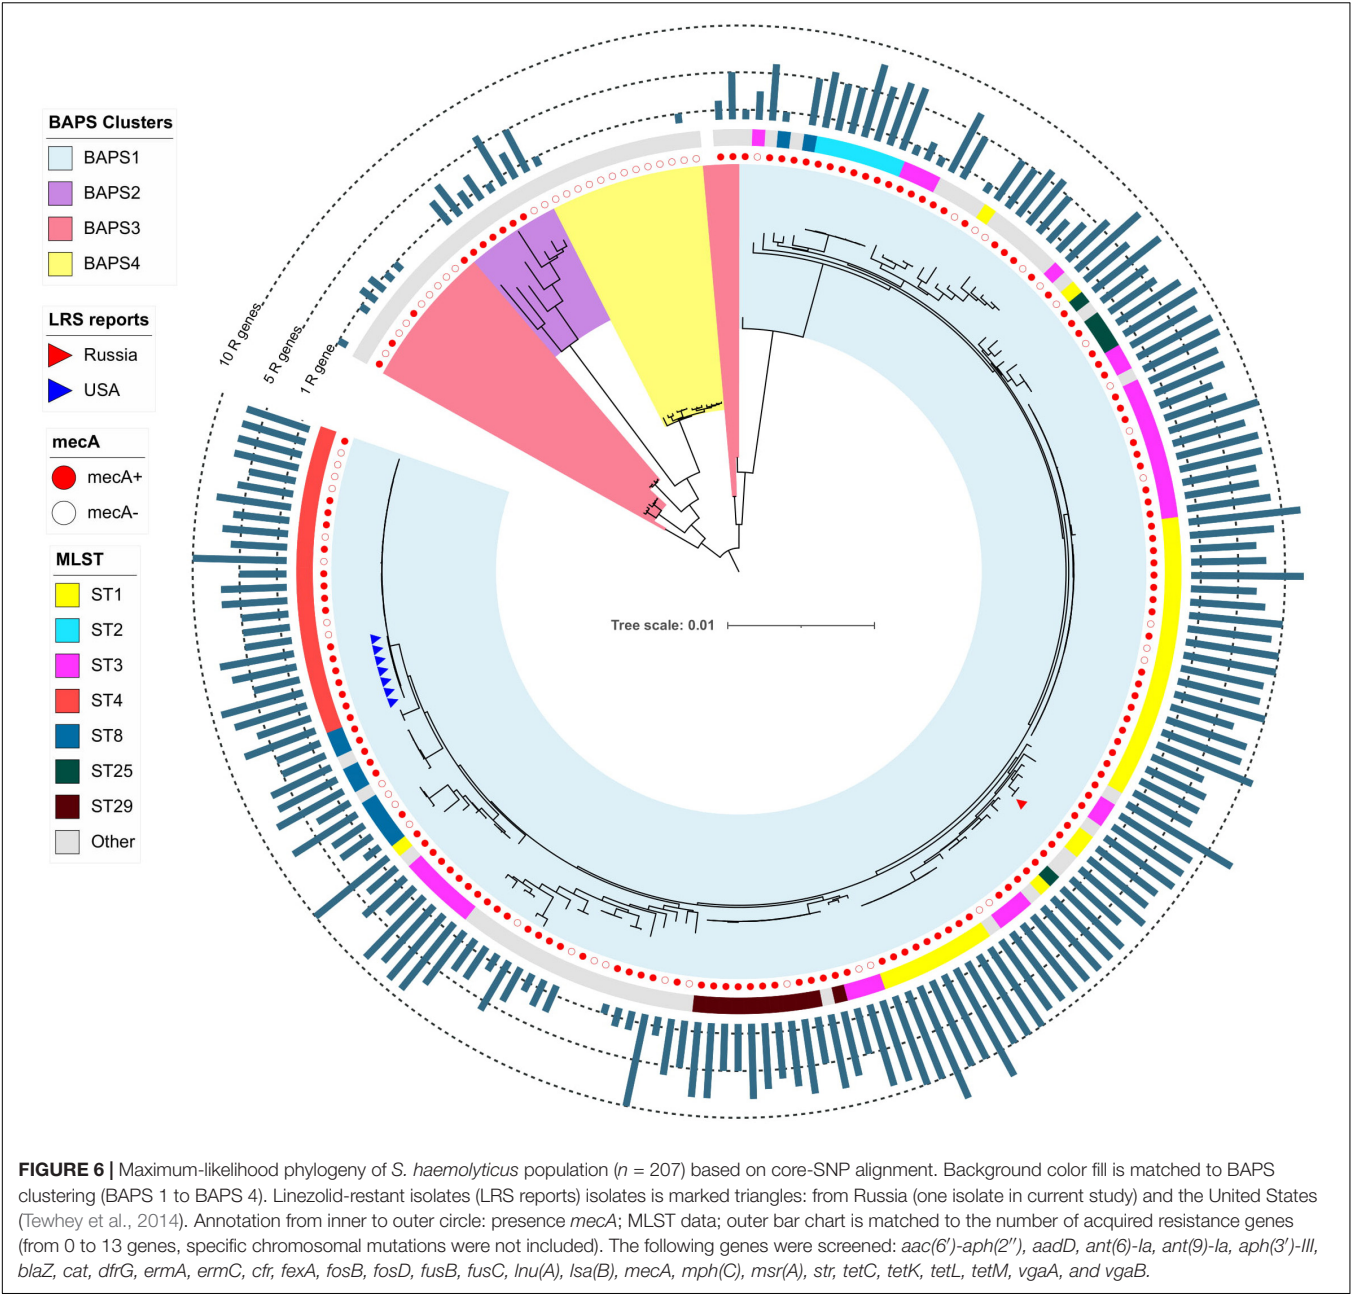 BAPS Clusters
BAPS1
BAPS2
BAPS3
BAPS4
LRS reports
Russia
USA
mecA
mecA+
mecA-
MLST
ST1
ST2
ST3
ST4
ST8
ST25
ST29
Other
10 R genes
5 R genes
1 R gene
Tree scale: 0.01
FIGURE 6 | Maximum-likelihood phylogeny of S. haemolyticus population (n = 207) based on core-SNP alignment. Background color fill is matched to BAPS
clustering (BAPS 1 to BAPS 4). Linezolid-restant isolates (LRS reports) isolates is marked triangles: from Russia (one isolate in current study) and the United States
(Tewhey et al., 2014). Annotation from inner to outer circle: presence mecA; MLST data; outer bar chart is matched to the number of acquired resistance genes
(from 0 to 13 genes, specific chromosomal mutations were not included). The following genes were screened: aac(6′)-aph(2′′), aadD, ant(6)-Ia, ant(9)-Ia, aph(3′)-III,
blaZ, cat, dfrG, ermA, ermC, cfr, fexA, fosB, fosD, fusB, fusC, lnu(A), lsa(B), mecA, mph(C), msr(A), str, tetC, tetK, tetL, tetM, vgaA, and vgaB.